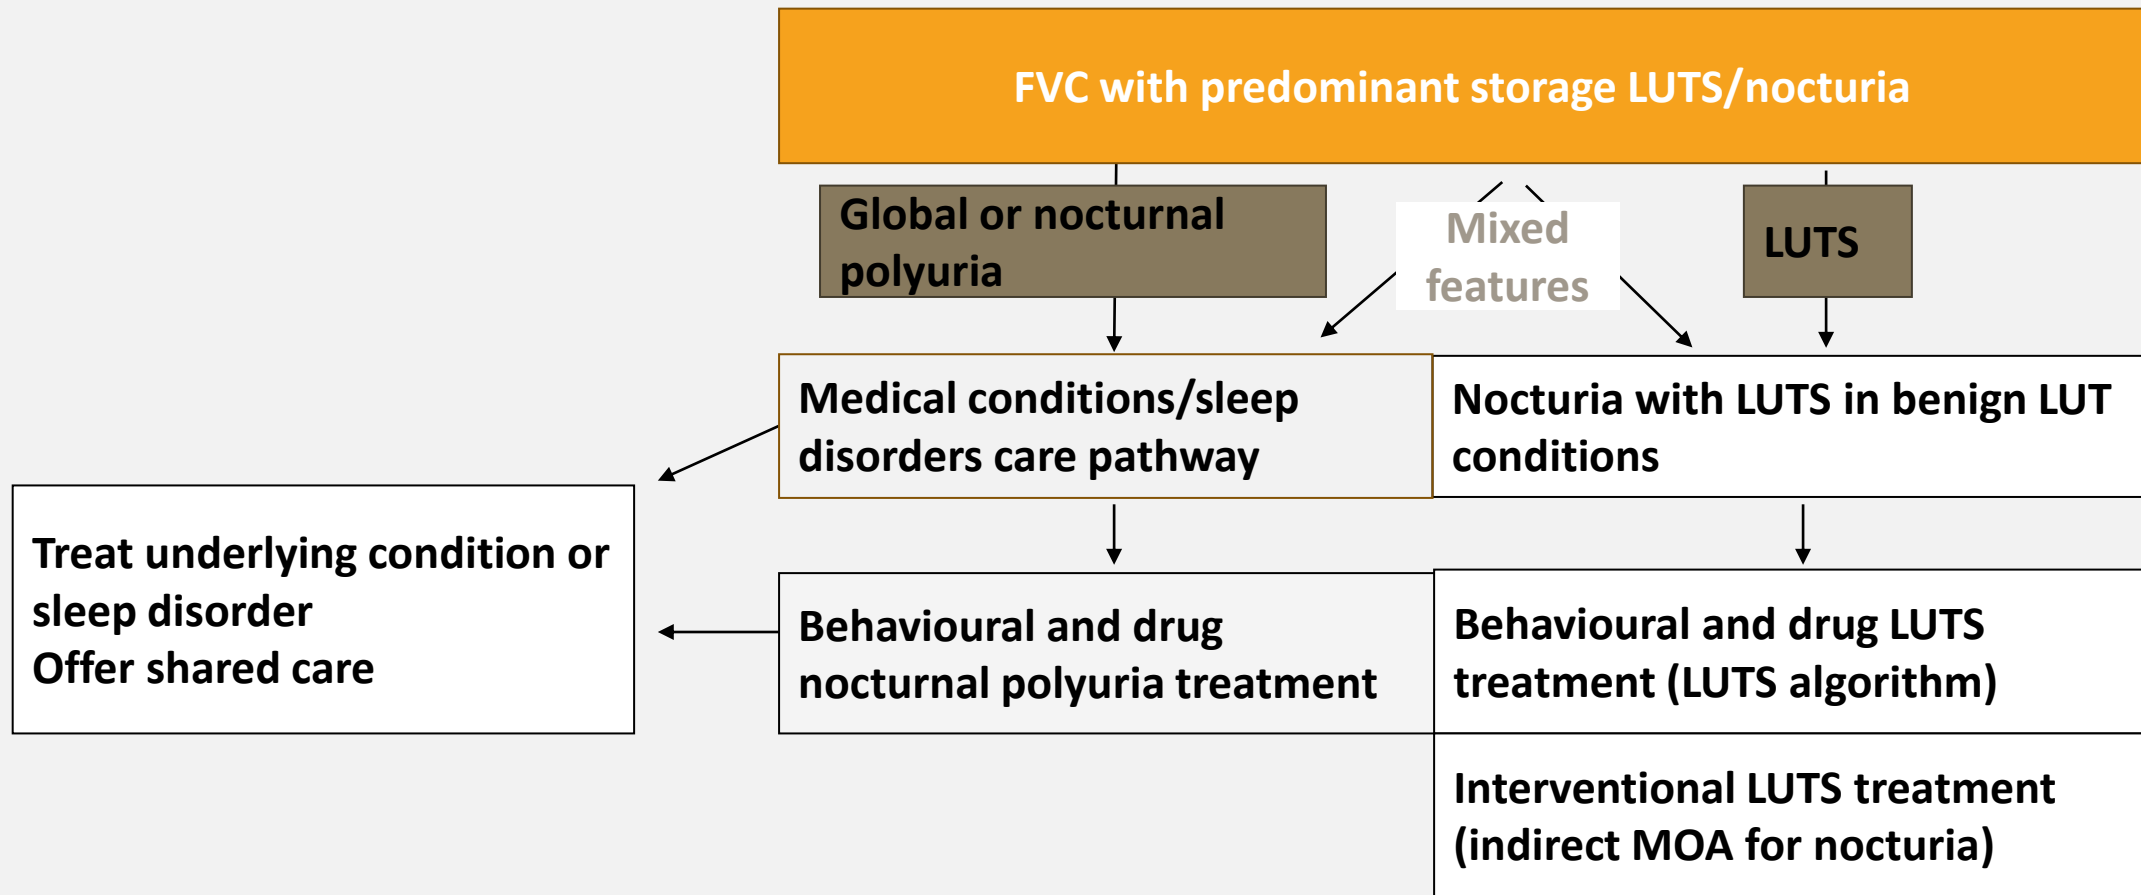 FVC with predominant storage LUTS/nocturia
Global or nocturnal
polyuria
Mixed
features
LUTS
Medical conditions/sleep
disorders care pathway
Nocturia with LUTS in benign LUT
conditions
Treat underlying condition or
sleep disorder
Offer shared care
Behavioural and drug
nocturnal polyuria treatment
Behavioural and drug LUTS
treatment (LUTS algorithm)
Interventional LUTS treatment
(indirect MOA for nocturia)